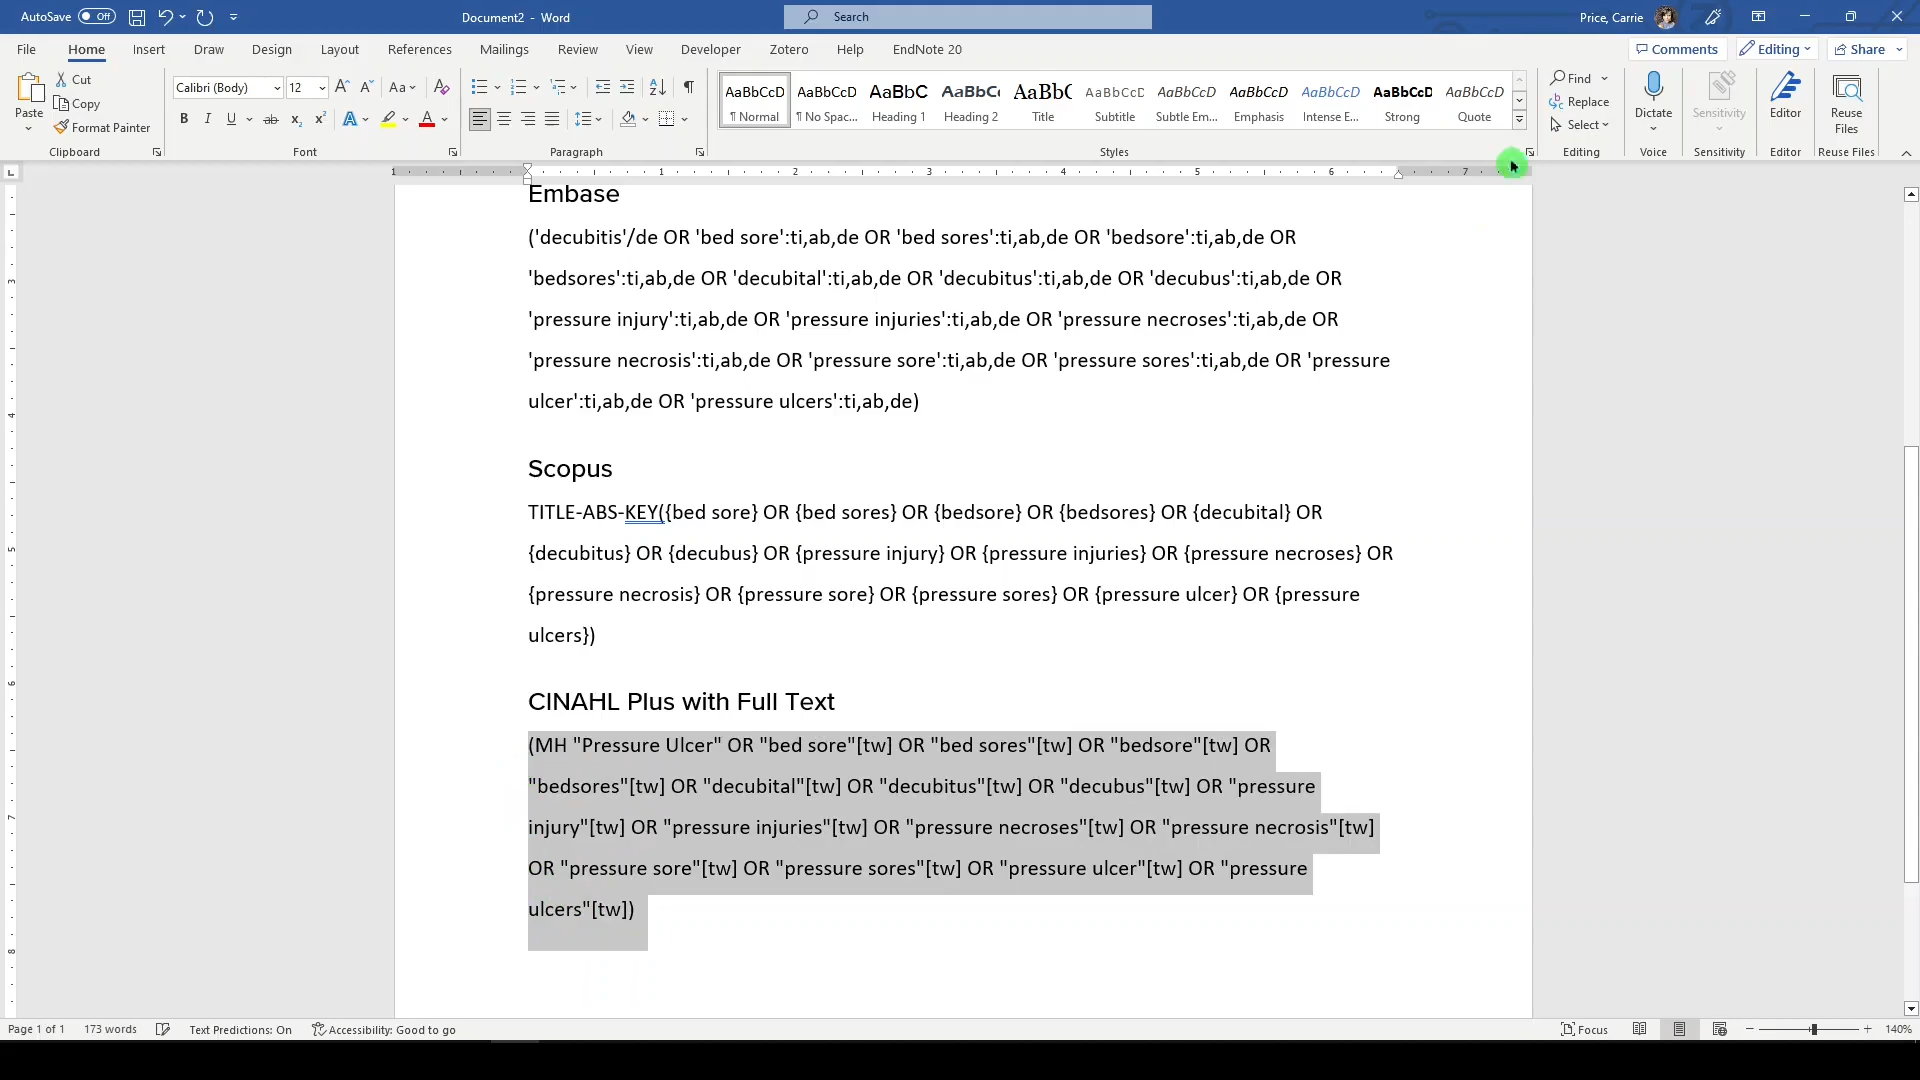 AutoSave Off Document2 - Word Search Price, Carrie
File Home Insert Draw Design Layout References Mailings Review View Developer Zotero Help EndNote 20 Comments Editing Share
Paste Cut Copy Format Painter
Calibri (Body) 12
AaBbCcD AaBbCcD AaBbC AaBbC AaBbC AaBbCcD AaBbCcD AaBbCcD AaBbCcD AaBbCcD AaBbCcD
¶ Normal ¶ No Spac... Heading 1 Heading 2 Title Subtitle Subtle Em... Emphasis Intense E... Strong Quote
Find Replace Select
Dictate Sensitivity Editor Reuse Files
Clipboard Font Paragraph Styles Editing Voice Sensitivity Editor Reuse Files
1 1 2 3 4 5 6 7
Embase
('decubitis'/de OR 'bed sore':ti,ab,de OR 'bed sores':ti,ab,de OR 'bedsore':ti,ab,de OR
'bedsores':ti,ab,de OR 'decubital':ti,ab,de OR 'decubitus':ti,ab,de OR 'decubus':ti,ab,de OR
'pressure injury':ti,ab,de OR 'pressure injuries':ti,ab,de OR 'pressure necroses':ti,ab,de OR
'pressure necrosis':ti,ab,de OR 'pressure sore':ti,ab,de OR 'pressure sores':ti,ab,de OR 'pressure
ulcer':ti,ab,de OR 'pressure ulcers':ti,ab,de)
Scopus
TITLE-ABS-KEY({bed sore} OR {bed sores} OR {bedsore} OR {bedsores} OR {decubital} OR
{decubitus} OR {decubus} OR {pressure injury} OR {pressure injuries} OR {pressure necroses} OR
{pressure necrosis} OR {pressure sore} OR {pressure sores} OR {pressure ulcer} OR {pressure
ulcers})
CINAHL Plus with Full Text
(MH "Pressure Ulcer" OR "bed sore"[tw] OR "bed sores"[tw] OR "bedsore"[tw] OR
"bedsores"[tw] OR "decubital"[tw] OR "decubitus"[tw] OR "decubus"[tw] OR "pressure
injury"[tw] OR "pressure injuries"[tw] OR "pressure necroses"[tw] OR "pressure necrosis"[tw]
OR "pressure sore"[tw] OR "pressure sores"[tw] OR "pressure ulcer"[tw] OR "pressure
ulcers"[tw])
Page 1 of 1 173 words Text Predictions: On Accessibility: Good to go Focus 140%